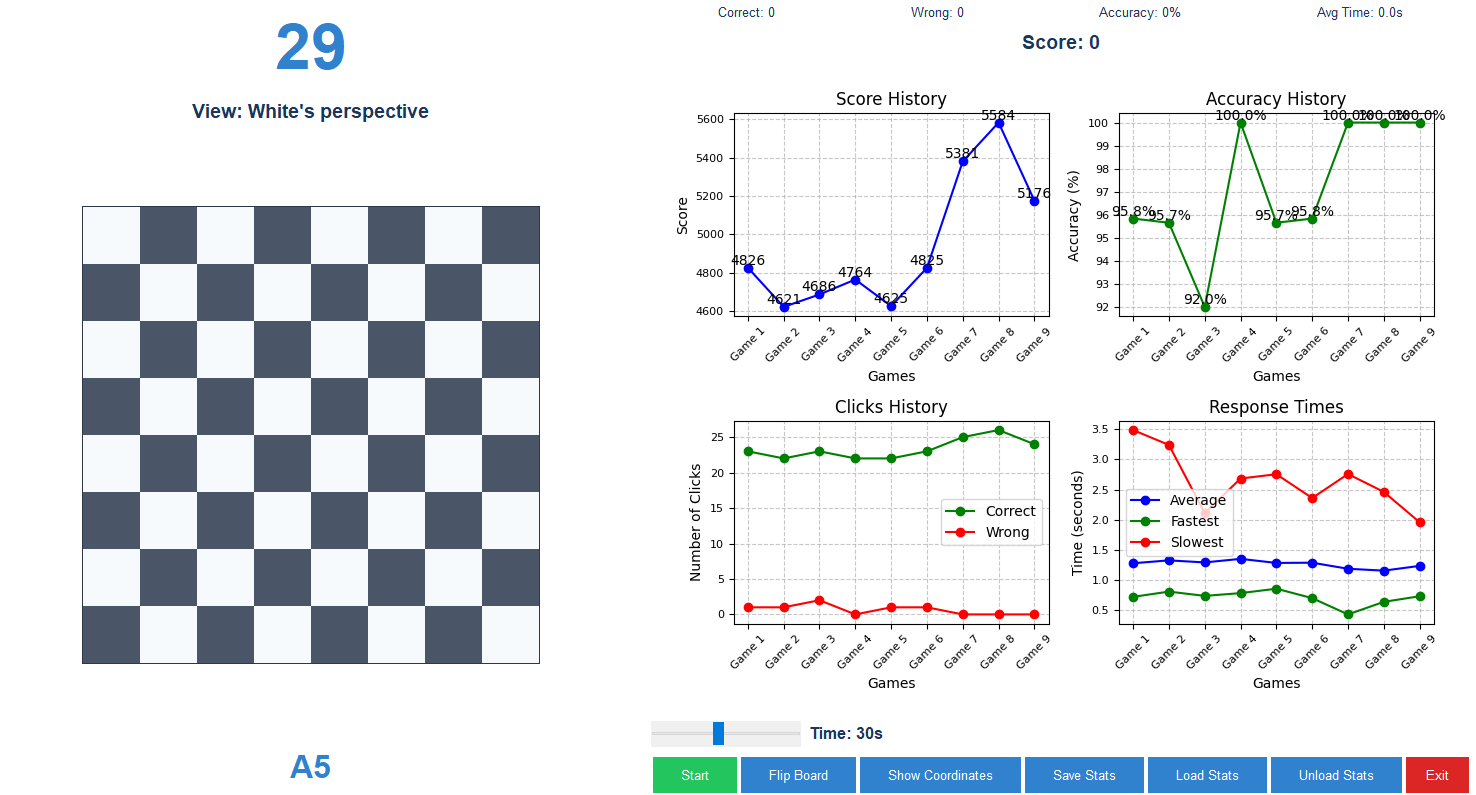 29
View: White's perspective
A5
Correct: 0
Wrong: 0
Accuracy: 0%
Avg Time: 0.0s
Score: 0
Score History
5600
5400
5200
5000
4800
4600
Score
4826
4621
4686
4764
4625
4825
5381
5584
5176
Game 1
Game 2
Game 3
Game 4
Game 5
Game 6
Game 7
Game 8
Game 9
Games
Accuracy History
100
99
98
97
96
95
94
93
92
Accuracy (%)
95.8%
95.7%
92.0%
100.0%
95.7%
95.8%
100.0%
100.0%
100.0%
Game 1
Game 2
Game 3
Game 4
Game 5
Game 6
Game 7
Game 8
Game 9
Games
Clicks History
25
20
15
10
5
0
Number of Clicks
Correct
Wrong
Game 1
Game 2
Game 3
Game 4
Game 5
Game 6
Game 7
Game 8
Game 9
Games
Response Times
3.5
3.0
2.5
2.0
1.5
1.0
0.5
Time (seconds)
Average
Fastest
Slowest
Game 1
Game 2
Game 3
Game 4
Game 5
Game 6
Game 7
Game 8
Game 9
Games
Time: 30s
Start
Flip Board
Show Coordinates
Save Stats
Load Stats
Unload Stats
Exit